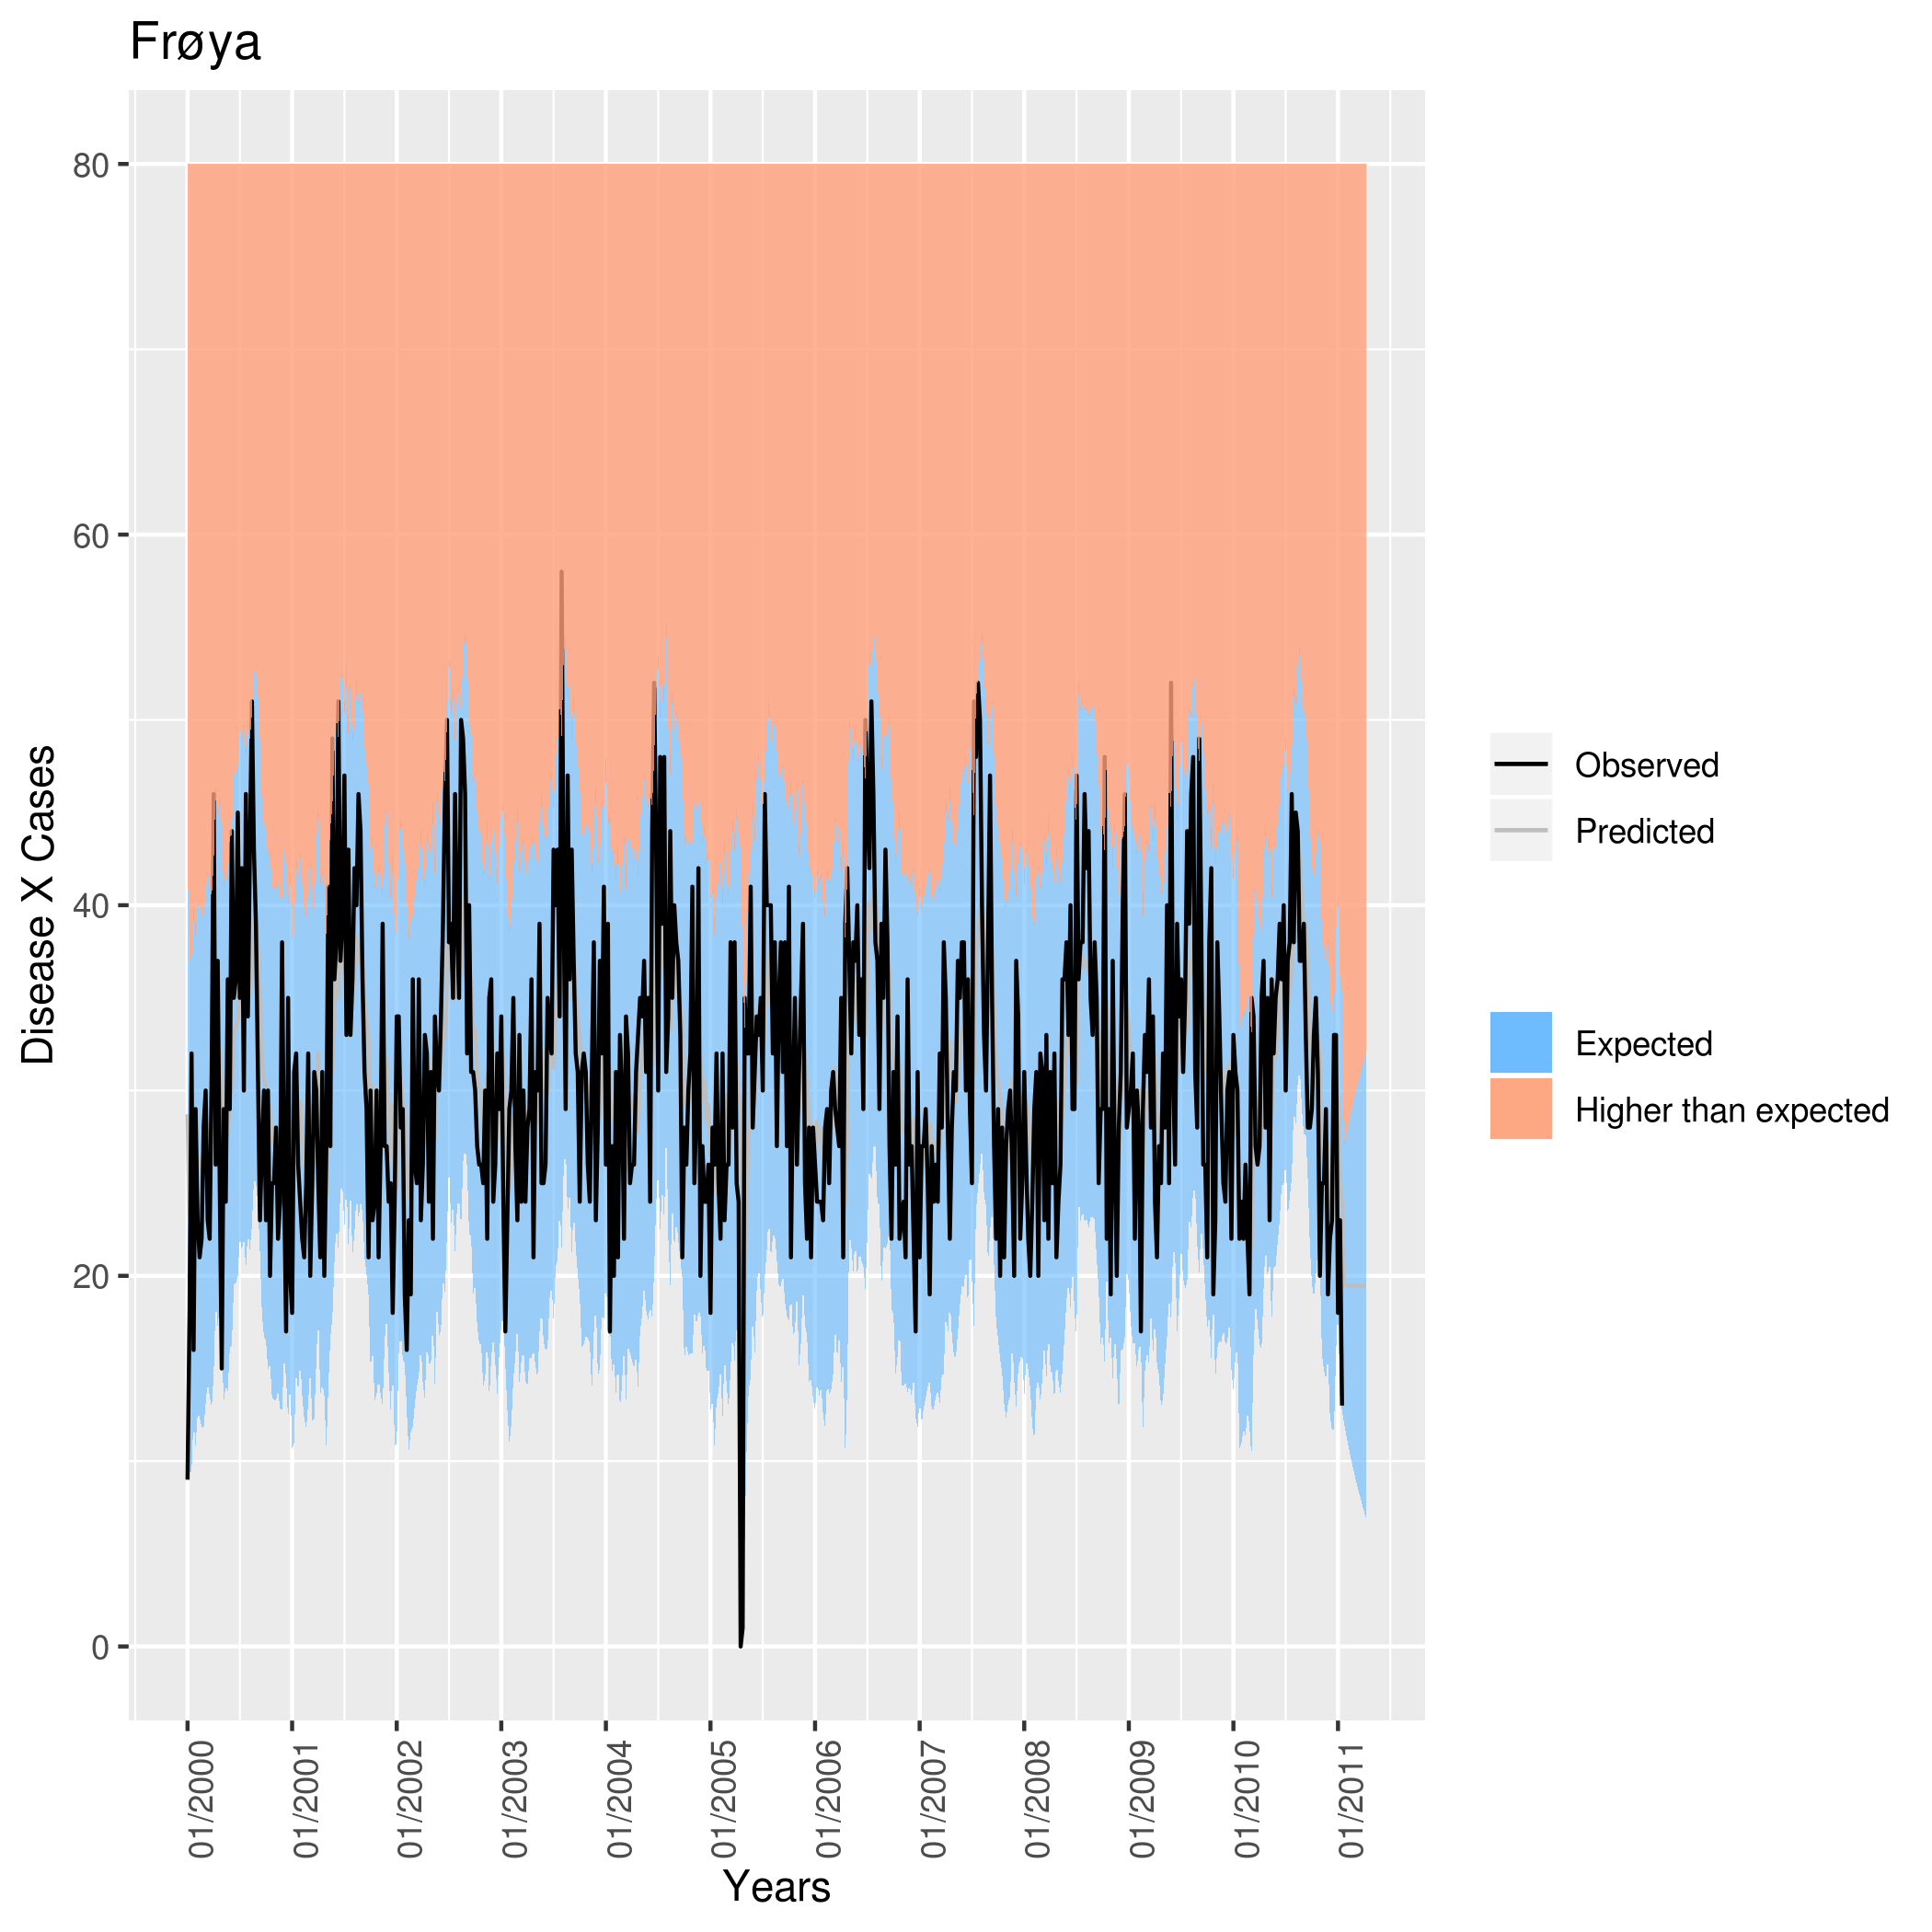 Frøya
Disease X Cases
80
60
40
20
0
01/2000
01/2001
01/2002
01/2003
01/2004
01/2005
01/2006
01/2007
01/2008
01/2009
01/2010
01/2011
Years
Observed
Predicted
Expected
Higher than expected